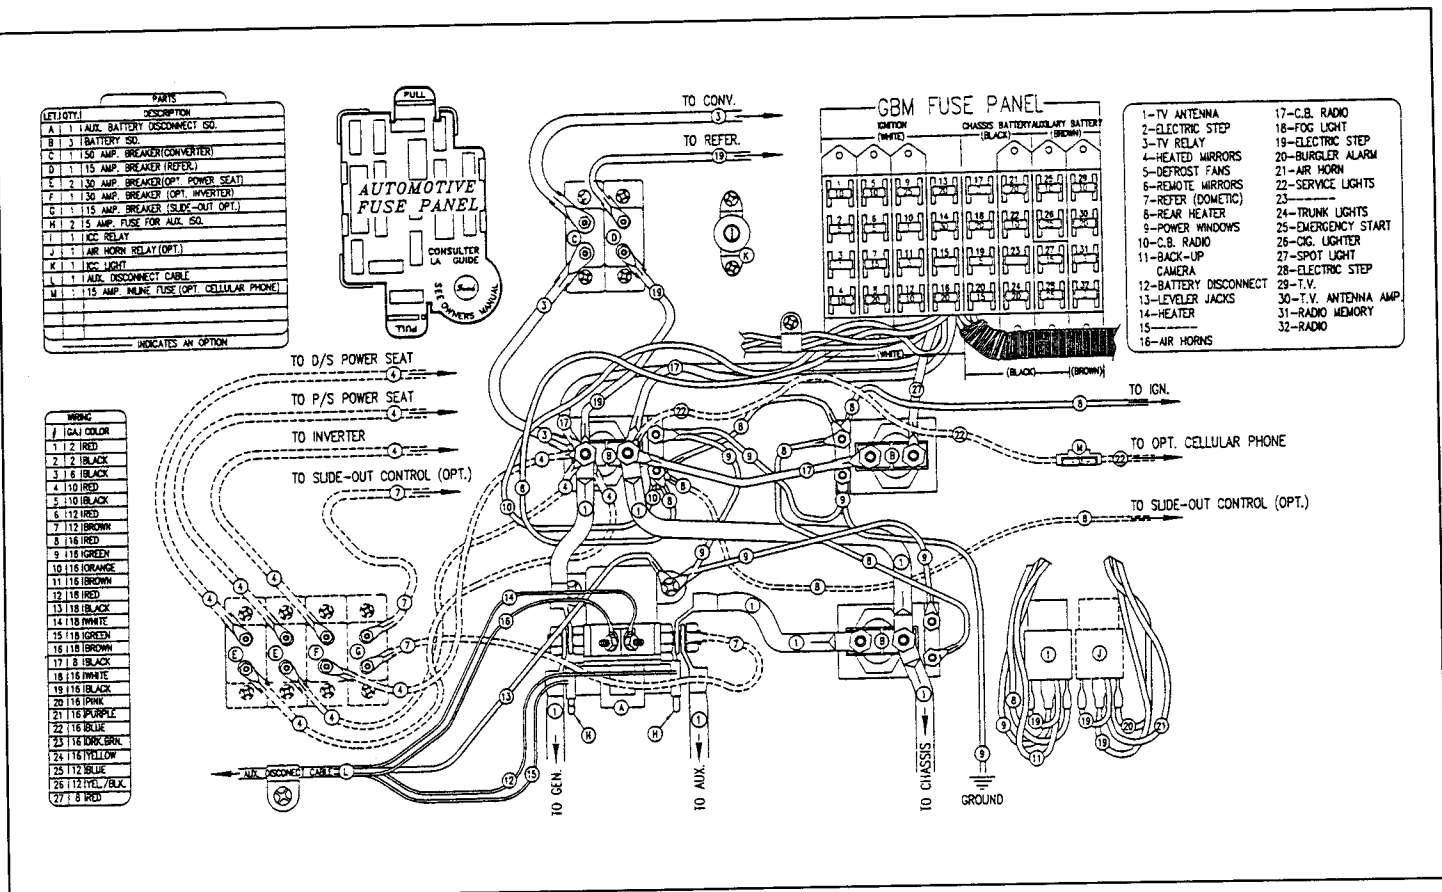 PARTS
LET. QTY. DESCRIPTION
A 1 AUX. BATTERY DISCONNECT ISO.
B 3 BATTERY ISO.
C 1 50 AMP. BREAKER(CONVERTER)
D 1 15 AMP. BREAKER (REFER.)
E 2 30 AMP. BREAKER(OPT. POWER SEAT)
F 1 30 AMP. BREAKER (OPT. INVERTER)
G 1 15 AMP. BREAKER (SLIDE-OUT OPT.)
H 2 5 AMP. FUSE FOR AUX. ISO.
I 1 ICC RELAY
J 1 AIR HORN RELAY(OPT.)
K 1 ICC LIGHT
L 1 AUX. DISCONNECT CABLE
M 1 15 AMP. INLINE FUSE (OPT. CELLULAR PHONE)
INDICATES AN OPTION
PULL
AUTOMOTIVE
FUSE PANEL
CONSULTER
LA GUIDE
SEE OWNERS MANUAL
PULL
TO CONV.
TO REFER.
GBM FUSE PANEL
IGNITION
(WHITE)
CHASSIS BATTERY
(BLACK)
AUXILARY BATTERY
(BROWN)
(WHITE)
(BLACK)
(BROWN)
1-TV ANTENNA
2-ELECTRIC STEP
3-TV RELAY
4-HEATED MIRRORS
5-DEFROST FANS
6-REMOTE MIRRORS
7-REFER (DOMETIC)
8-REAR HEATER
9-POWER WINDOWS
10-C.B. RADIO
11-BACK-UP
CAMERA
12-BATTERY DISCONNECT
13-LEVELER JACKS
14-HEATER
15------
16-AIR HORNS
17-C.B. RADIO
18-FOG LIGHT
19-ELECTRIC STEP
20-BURGLER ALARM
21-AIR HORN
22-SERVICE LIGHTS
23------
24-TRUNK LIGHTS
25-EMERGENCY START
26-CIG. LIGHTER
27-SPOT LIGHT
28-ELECTRIC STEP
29-T.V.
30-T.V. ANTENNA AMP.
31-RADIO MEMORY
32-RADIO
TO D/S POWER SEAT
TO P/S POWER SEAT
TO INVERTER
TO SLIDE-OUT CONTROL (OPT.)
TO IGN.
TO OPT. CELLULAR PHONE
TO SLIDE-OUT CONTROL (OPT.)
WIRING
# GA. COLOR
1 2 RED
2 2 BLACK
3 6 BLACK
4 10 RED
5 10 BLACK
6 12 RED
7 12 BROWN
8 16 RED
9 16 GREEN
10 16 ORANGE
11 16 BROWN
12 18 RED
13 18 BLACK
14 18 WHITE
15 18 GREEN
16 18 BROWN
17 8 BLACK
18 16 WHITE
19 16 BLACK
20 16 PINK
21 16 PURPLE
22 16 BLUE
23 16 DRK.BRN.
24 16 YELLOW
25 12 BLUE
26 12 YEL./BLK.
27 8 RED
AUX. DISCONECT CABLE
TO GEN.
TO AUX.
TO CHASSIS
GROUND